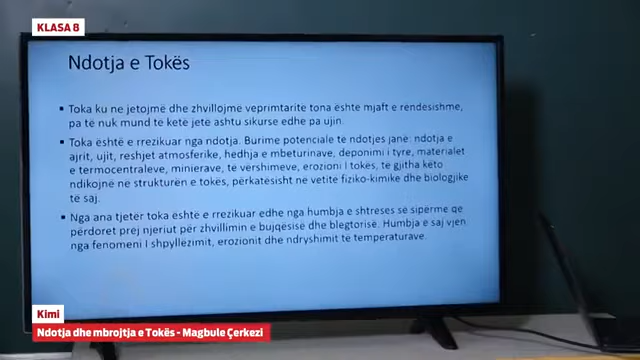 KLASA 8
Ndotja e Tokës
▪ Toka ku ne jetojmë dhe zhvillojmë veprimtaritë tona është mjaft e rëndësishme,
pa të nuk mund të ketë jetë ashtu sikurse edhe pa ujin.
▪ Toka është e rrezikuar nga ndotja. Burime potenciale të ndotjes janë: ndotja e
ajrit, ujit, reshjet atmosferike, hedhja e mbeturinave, deponimi i tyre, materialet
e termocentraleve, minierave, të vërshimeve, erozioni I tokës, të gjitha këto
ndikojnë në strukturën e tokës, përkatësisht në vetitë fiziko-kimike dhe biologjike
të saj.
▪ Nga ana tjetër toka është e rrezikuar edhe nga humbja e shtresës së sipërme që
përdoret prej njeriut për zhvillimin e bujqësisë dhe blegtorisë. Humbja e saj vjen
nga fenomeni I shpyllëzimit, erozionit dhe ndryshimit të temperaturave.
Kimi
Ndotja dhe mbrojtja e Tokës - Magbule Çerkezi